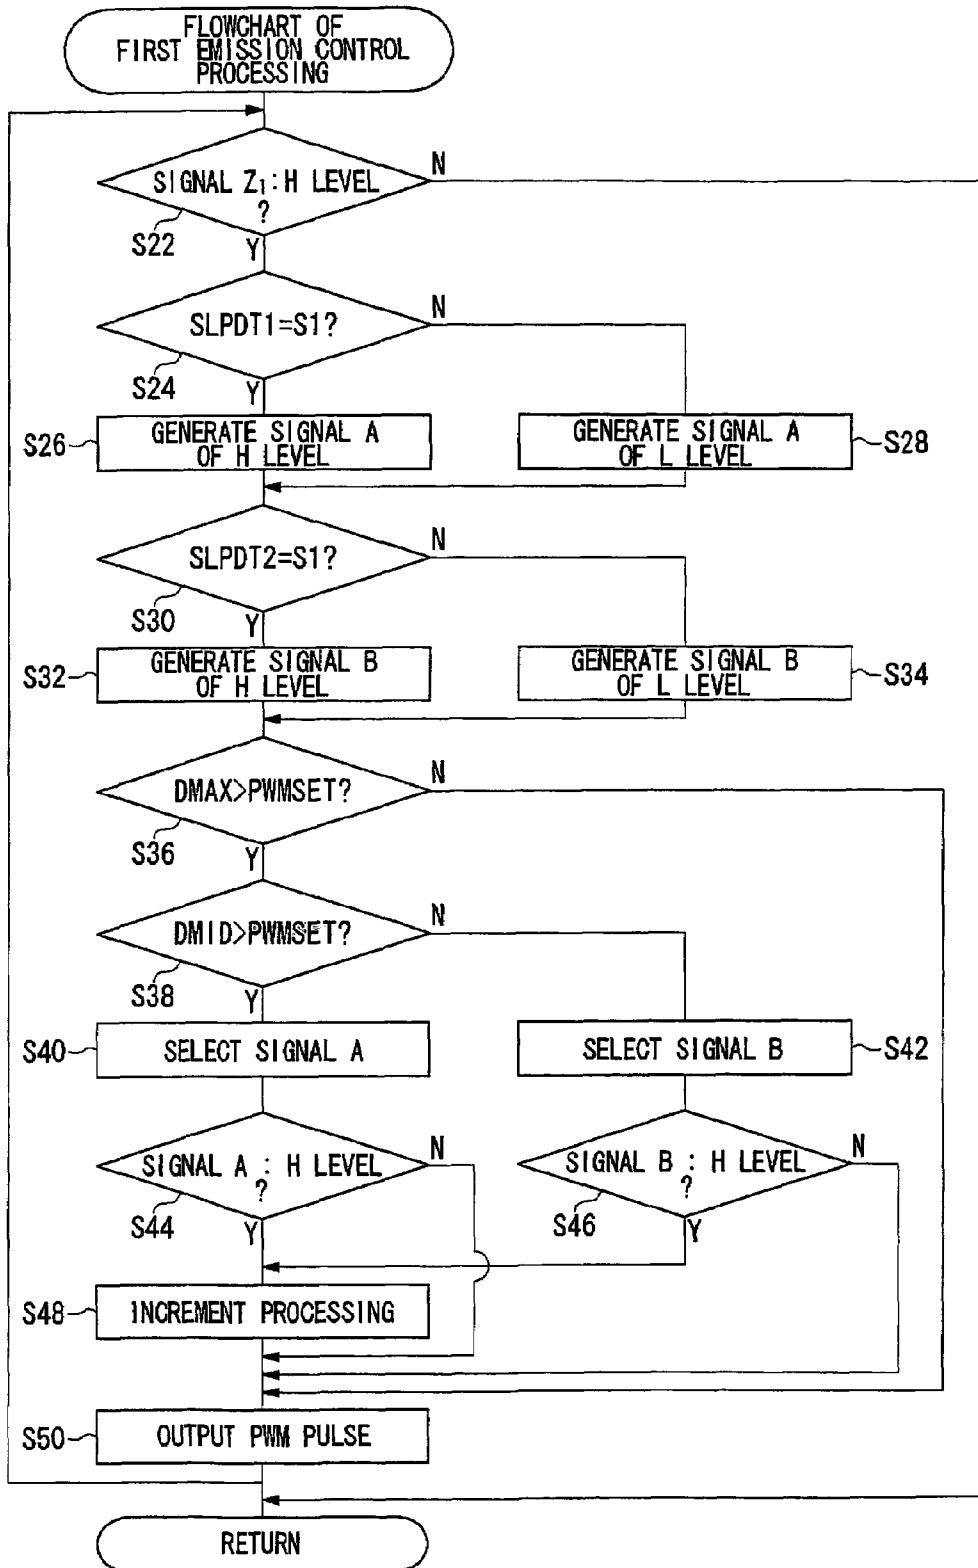 FLOWCHART OF
FIRST EMISSION CONTROL
PROCESSING
SIGNAL Z1 : H LEVEL
?
N
S22
Y
SLPDT1=S1?
N
S24
Y
S26
GENERATE SIGNAL A
OF H LEVEL
GENERATE SIGNAL A
OF L LEVEL
S28
SLPDT2=S1?
N
S30
Y
S32
GENERATE SIGNAL B
OF H LEVEL
GENERATE SIGNAL B
OF L LEVEL
S34
DMAX>PWMSET?
N
S36
Y
DMID>PWMSET?
N
S38
Y
S40
SELECT SIGNAL A
SELECT SIGNAL B
S42
SIGNAL A : H LEVEL
?
N
S44
Y
SIGNAL B : H LEVEL
?
N
S46
Y
S48
INCREMENT PROCESSING
S50
OUTPUT PWM PULSE
RETURN